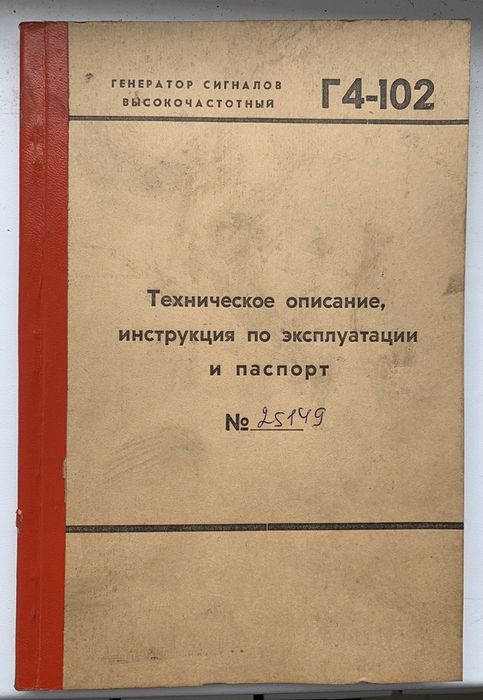 ГЕНЕРАТОР СИГНАЛОВ
ВЫСОКОЧАСТОТНЫЙ
Г4-102
Техническое описание,
инструкция по эксплуатации
и паспорт
№ 25149